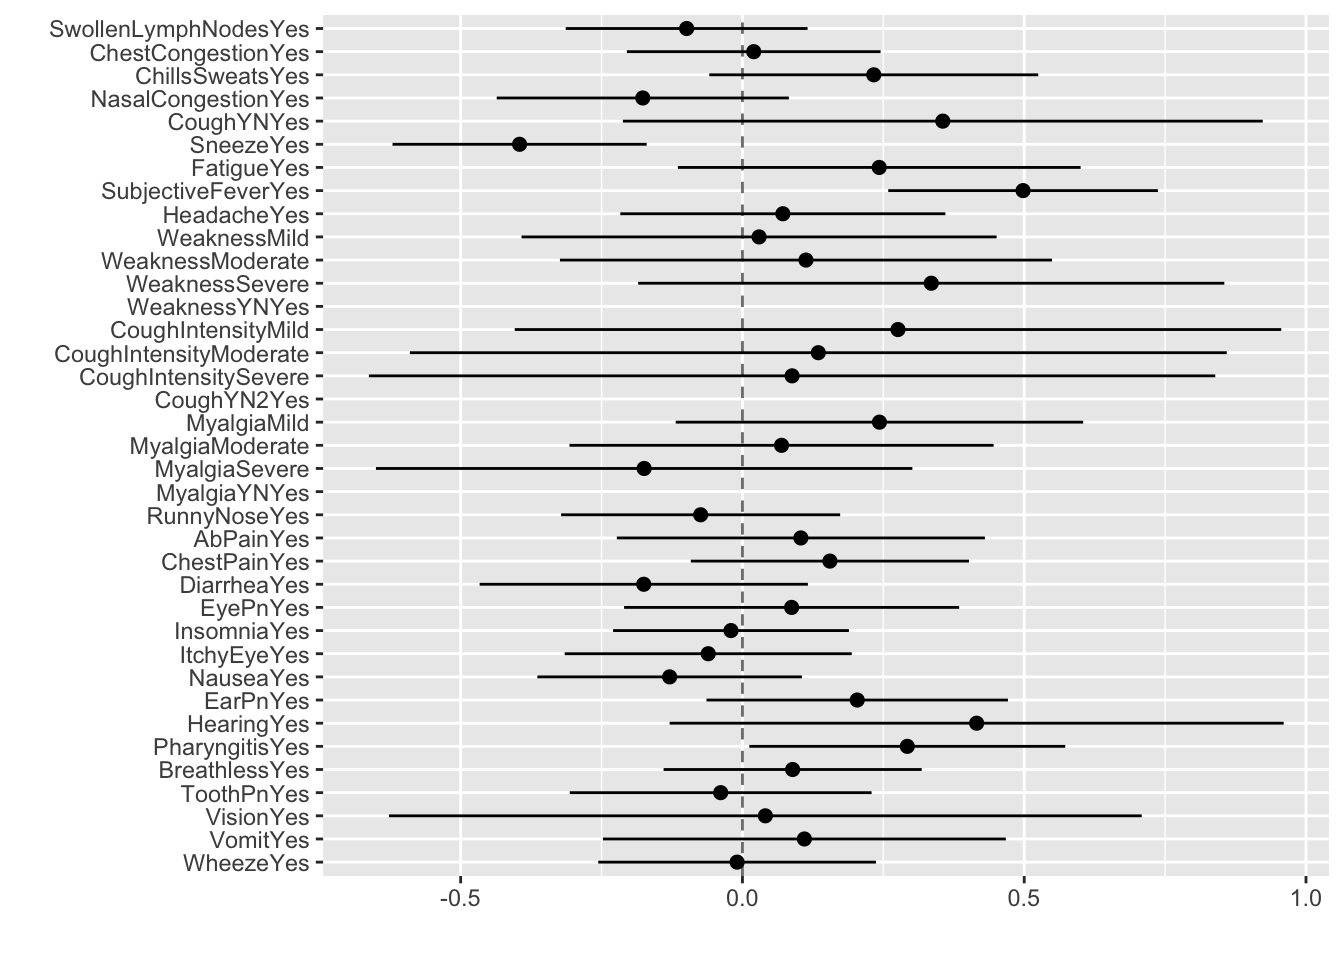 SwollenLymphNodesYes
ChestCongestionYes
ChillsSweatsYes
NasalCongestionYes
CoughYNYes
SneezeYes
FatigueYes
SubjectiveFeverYes
HeadacheYes
WeaknessMild
WeaknessModerate
WeaknessSevere
WeaknessYNYes
CoughIntensityMild
CoughIntensityModerate
CoughIntensitySevere
CoughYN2Yes
MyalgiaMild
MyalgiaModerate
MyalgiaSevere
MyalgiaYNYes
RunnyNoseYes
AbPainYes
ChestPainYes
DiarrheaYes
EyePnYes
InsomniaYes
ItchyEyeYes
NauseaYes
EarPnYes
HearingYes
PharyngitisYes
BreathlessYes
ToothPnYes
VisionYes
VomitYes
WheezeYes
-0.5 0.0 0.5 1.0